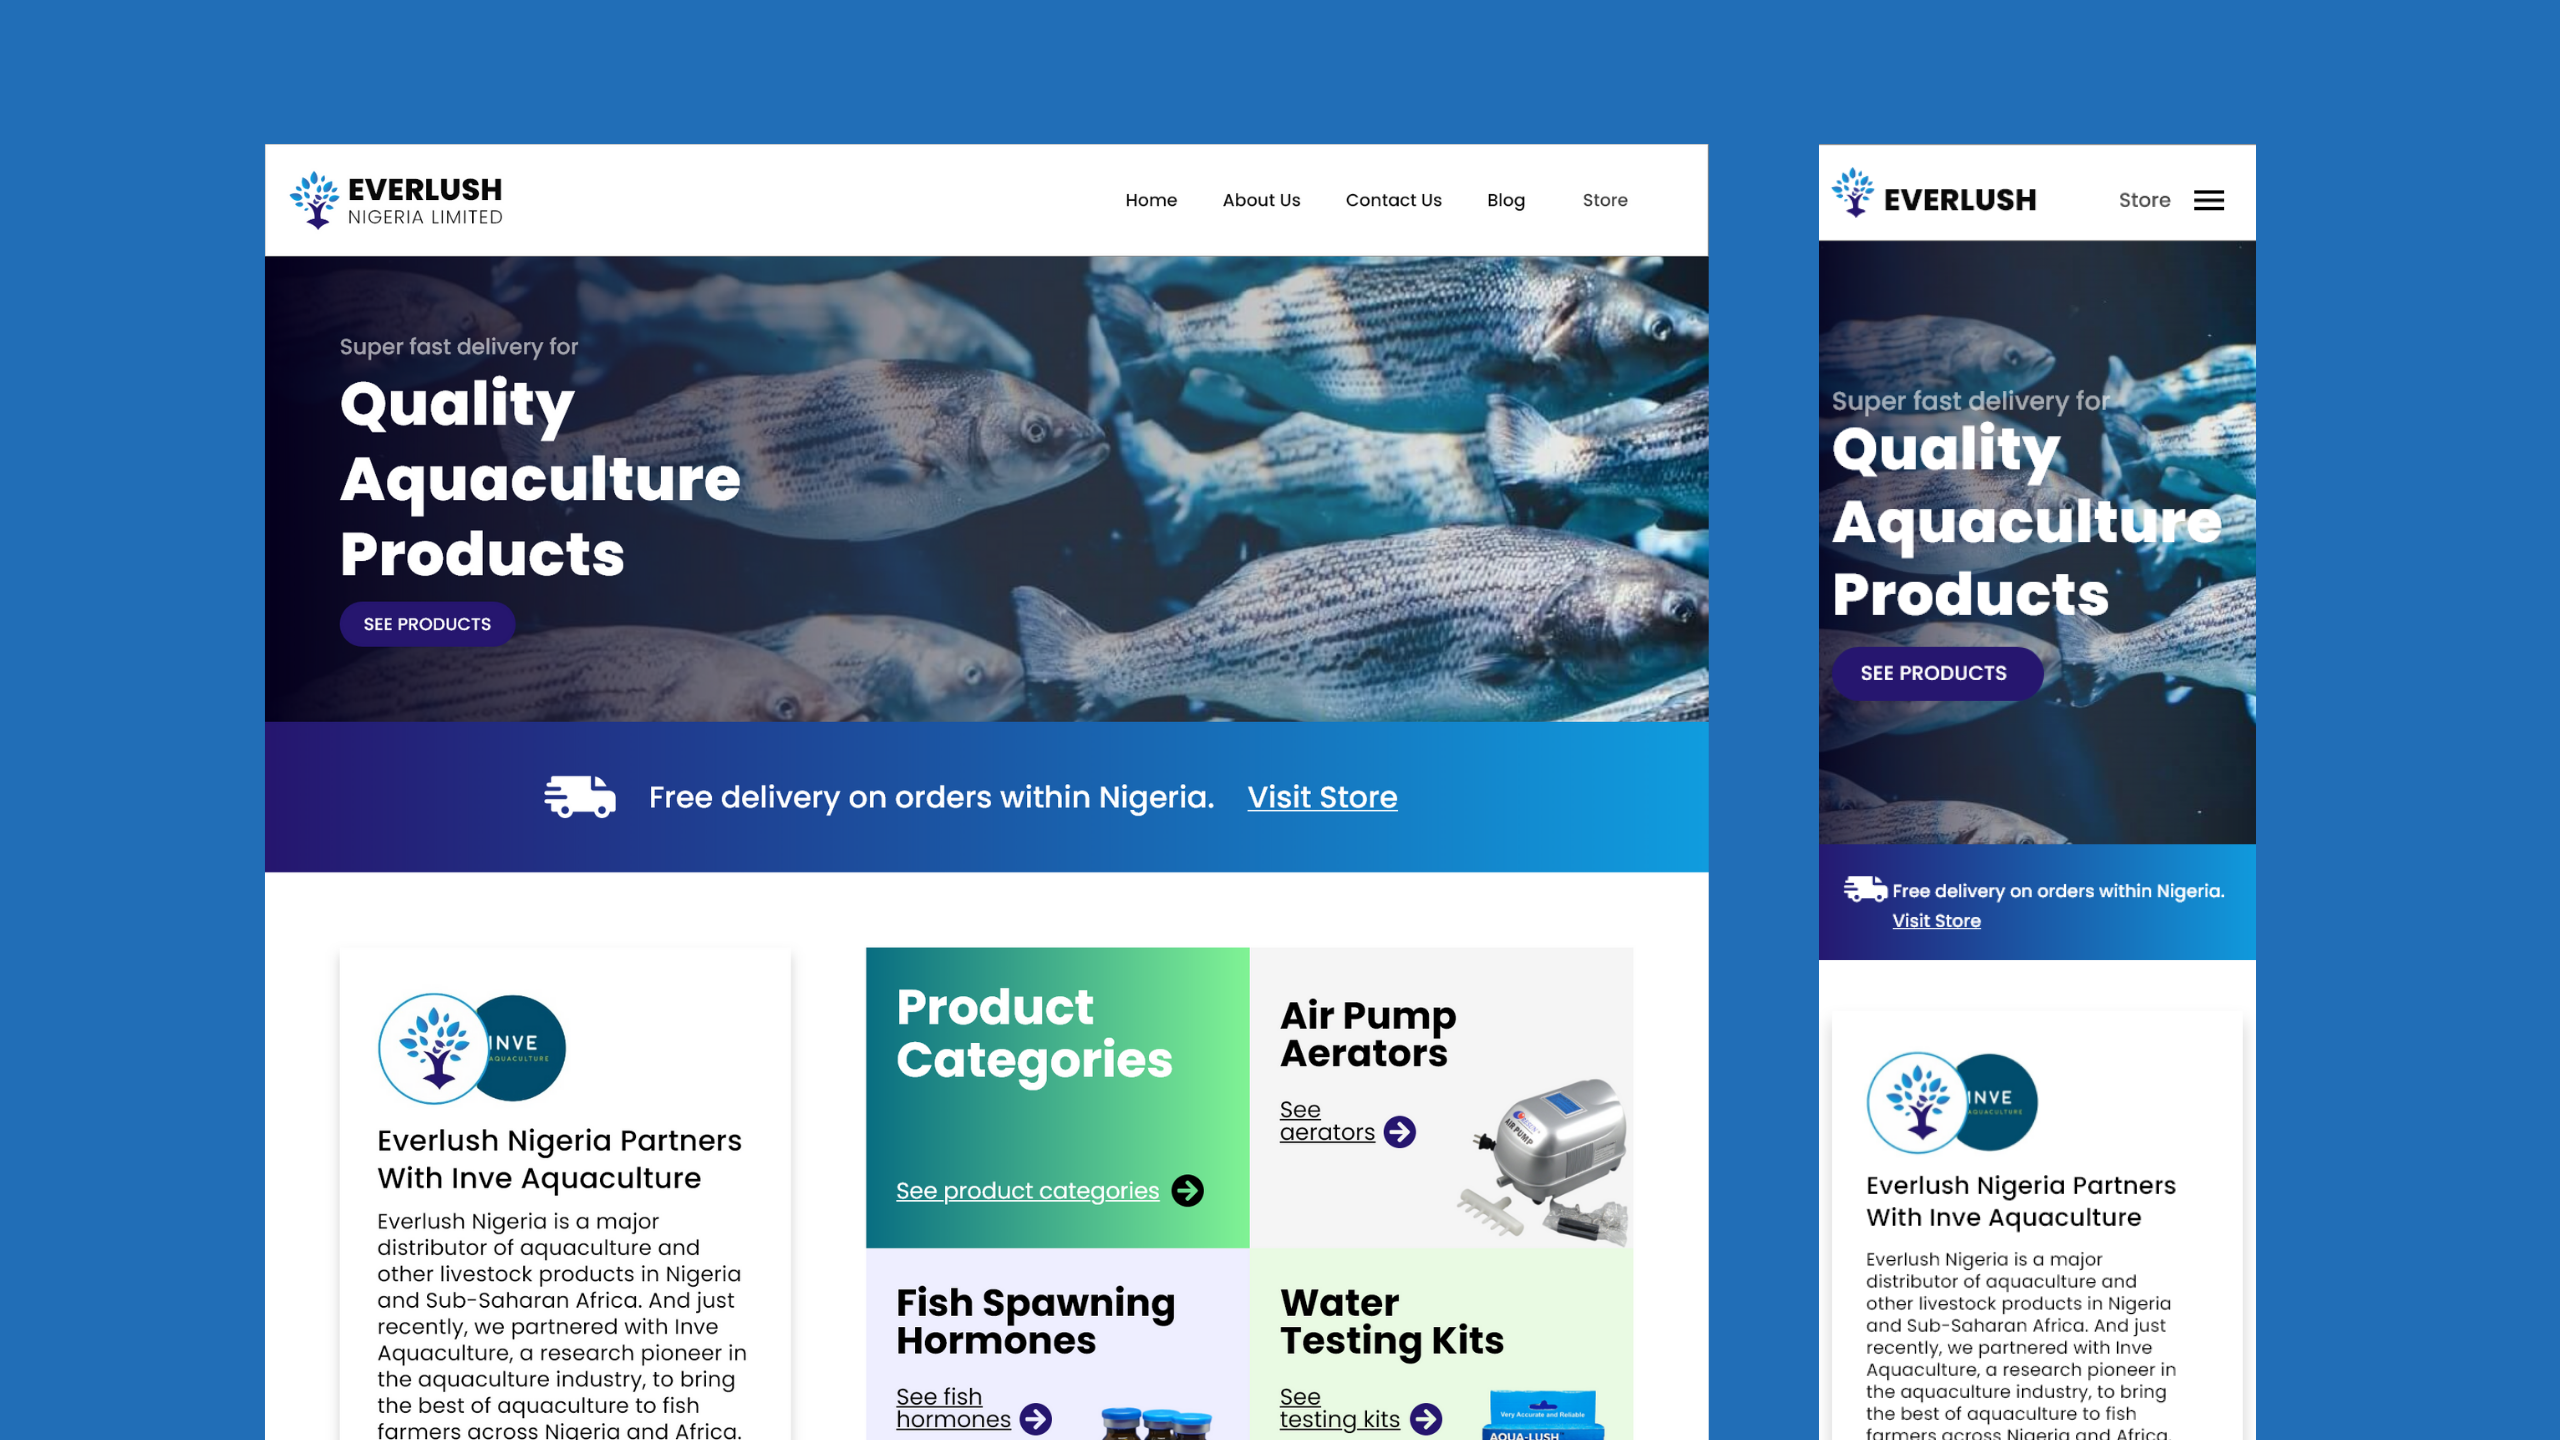 EVERLUSH
NIGERIA LIMITED
Home About Us Contact Us Blog Store
Super fast delivery for
Quality
Aquaculture
Products
SEE PRODUCTS
Free delivery on orders within Nigeria. Visit Store
INVE
AQUACULTURE
Everlush Nigeria Partners
With Inve Aquaculture
Everlush Nigeria is a major
distributor of aquaculture and
other livestock products in Nigeria
and Sub-Saharan Africa. And just
recently, we partnered with Inve
Aquaculture, a research pioneer in
the aquaculture industry, to bring
the best of aquaculture to fish
farmers across Nigeria and Africa.
Product
Categories
See product categories
Air Pump
Aerators
See
aerators
AIR PUMP
Fish Spawning
Hormones
See fish
hormones
Water
Testing Kits
See
testing kits
Very Accurate and Reliable
AQUA-LUSH
EVERLUSH
Store
Super fast delivery for
Quality
Aquaculture
Products
SEE PRODUCTS
Free delivery on orders within Nigeria.
Visit Store
INVE
AQUACULTURE
Everlush Nigeria Partners
With Inve Aquaculture
Everlush Nigeria is a major
distributor of aquaculture and
other livestock products in Nigeria
and Sub-Saharan Africa. And just
recently, we partnered with Inve
Aquaculture, a research pioneer in
the aquaculture industry, to bring
the best of aquaculture to fish
farmers across Nigeria and Africa.